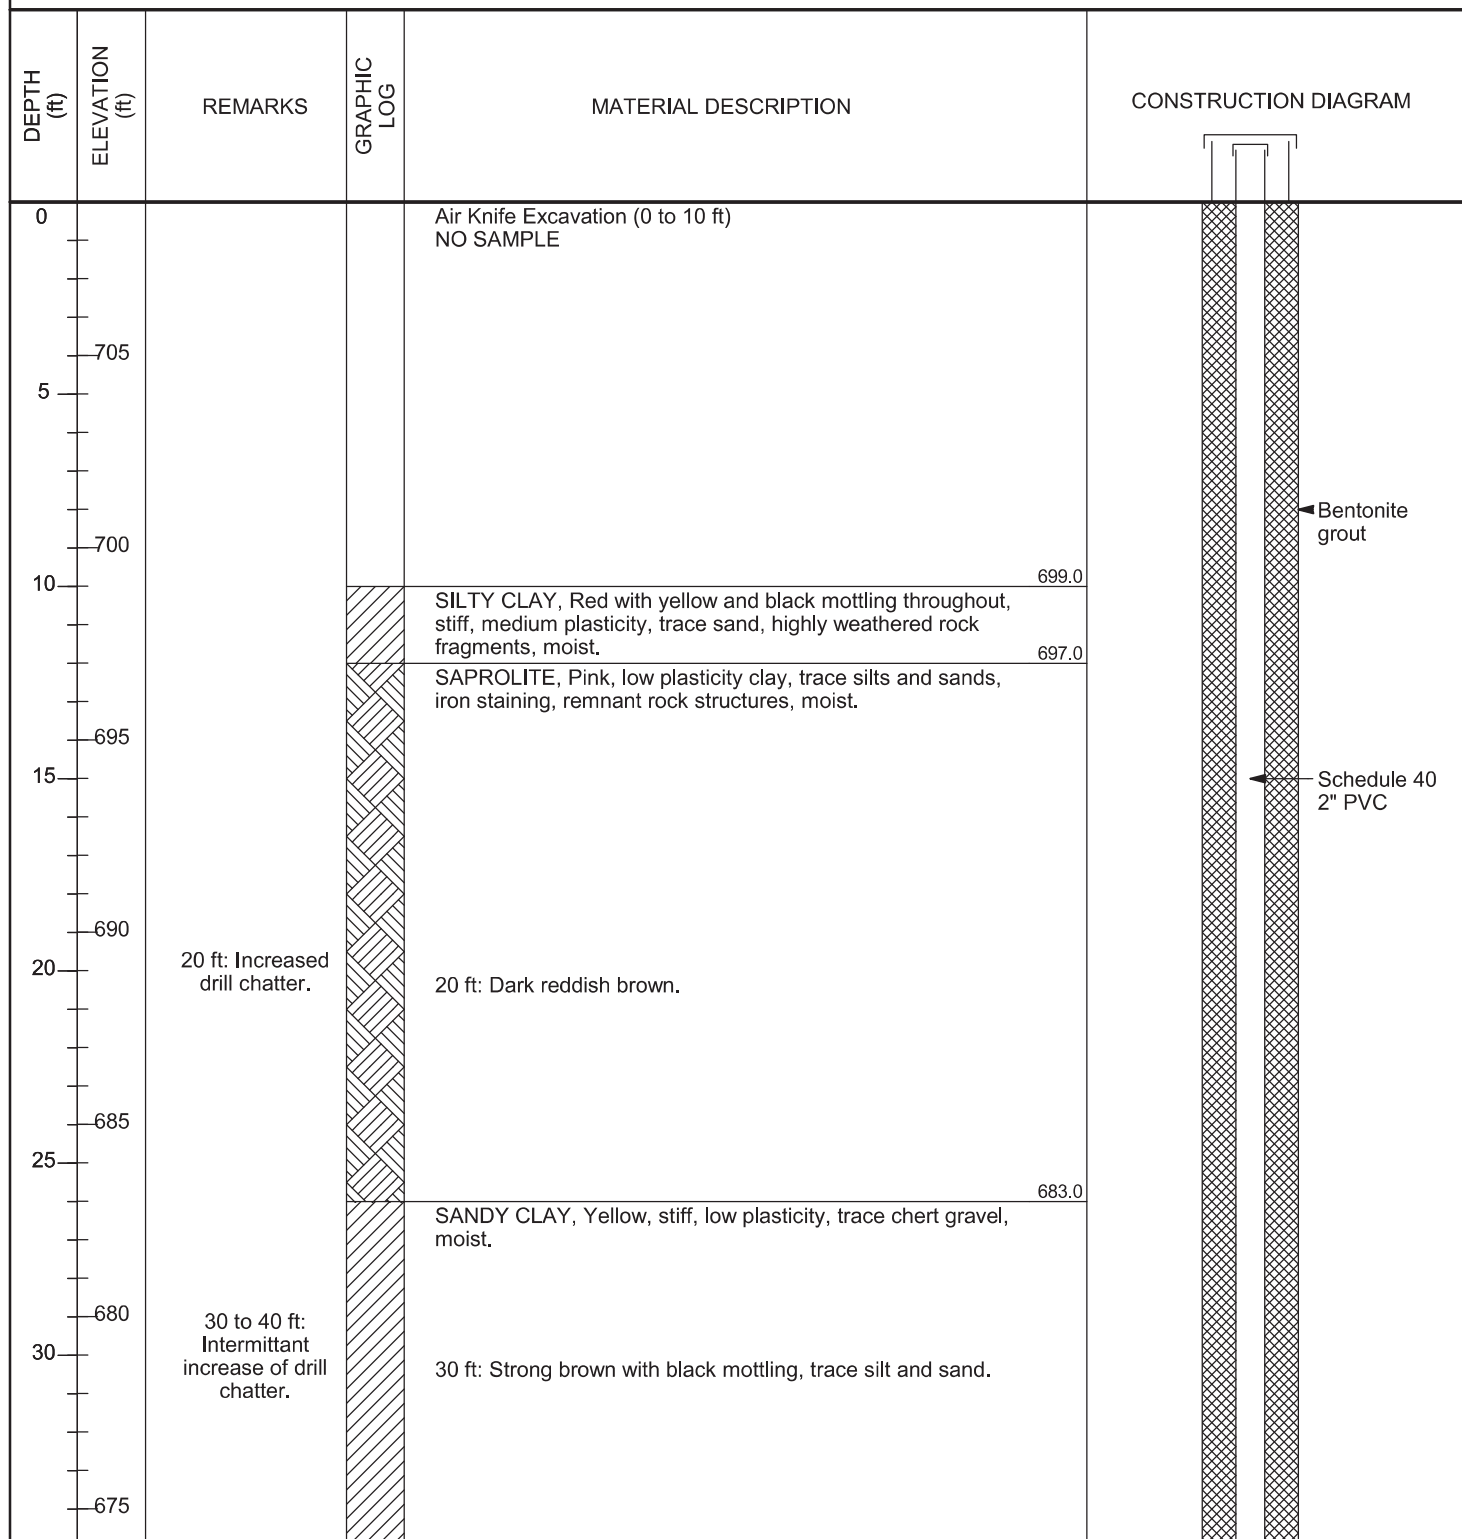 DEPTH
(ft)
ELEVATION
(ft)
REMARKS
GRAPHIC
LOG
MATERIAL DESCRIPTION
CONSTRUCTION DIAGRAM
0
Air Knife Excavation (0 to 10 ft)
NO SAMPLE
705
5
Bentonite
grout
700
10
699.0
SILTY CLAY, Red with yellow and black mottling throughout,
stiff, medium plasticity, trace sand, highly weathered rock
fragments, moist.
697.0
SAPROLITE, Pink, low plasticity clay, trace silts and sands,
iron staining, remnant rock structures, moist.
695
15
Schedule 40
2" PVC
690
20
20 ft: Increased
drill chatter.
20 ft: Dark reddish brown.
685
25
683.0
SANDY CLAY, Yellow, stiff, low plasticity, trace chert gravel,
moist.
680
30
30 to 40 ft:
Intermittant
increase of drill
chatter.
30 ft: Strong brown with black mottling, trace silt and sand.
675